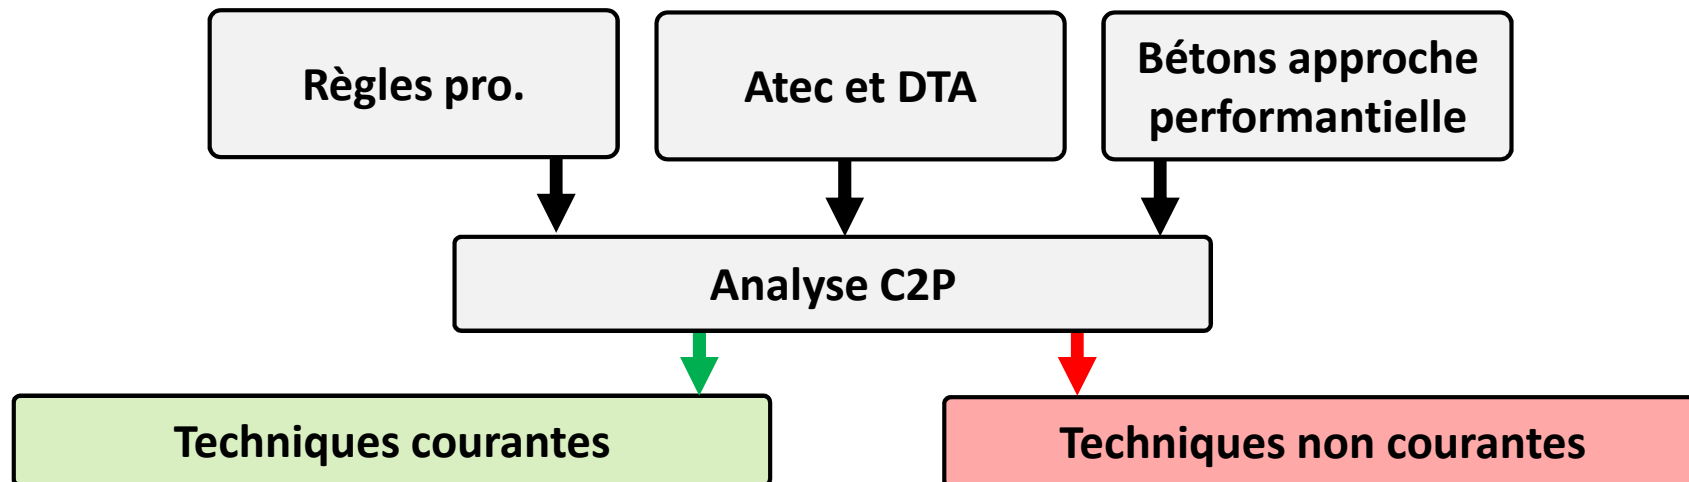 Règles pro.
Atec et DTA
Bétons approche
performantielle
Analyse C2P
Techniques courantes
Techniques non courantes